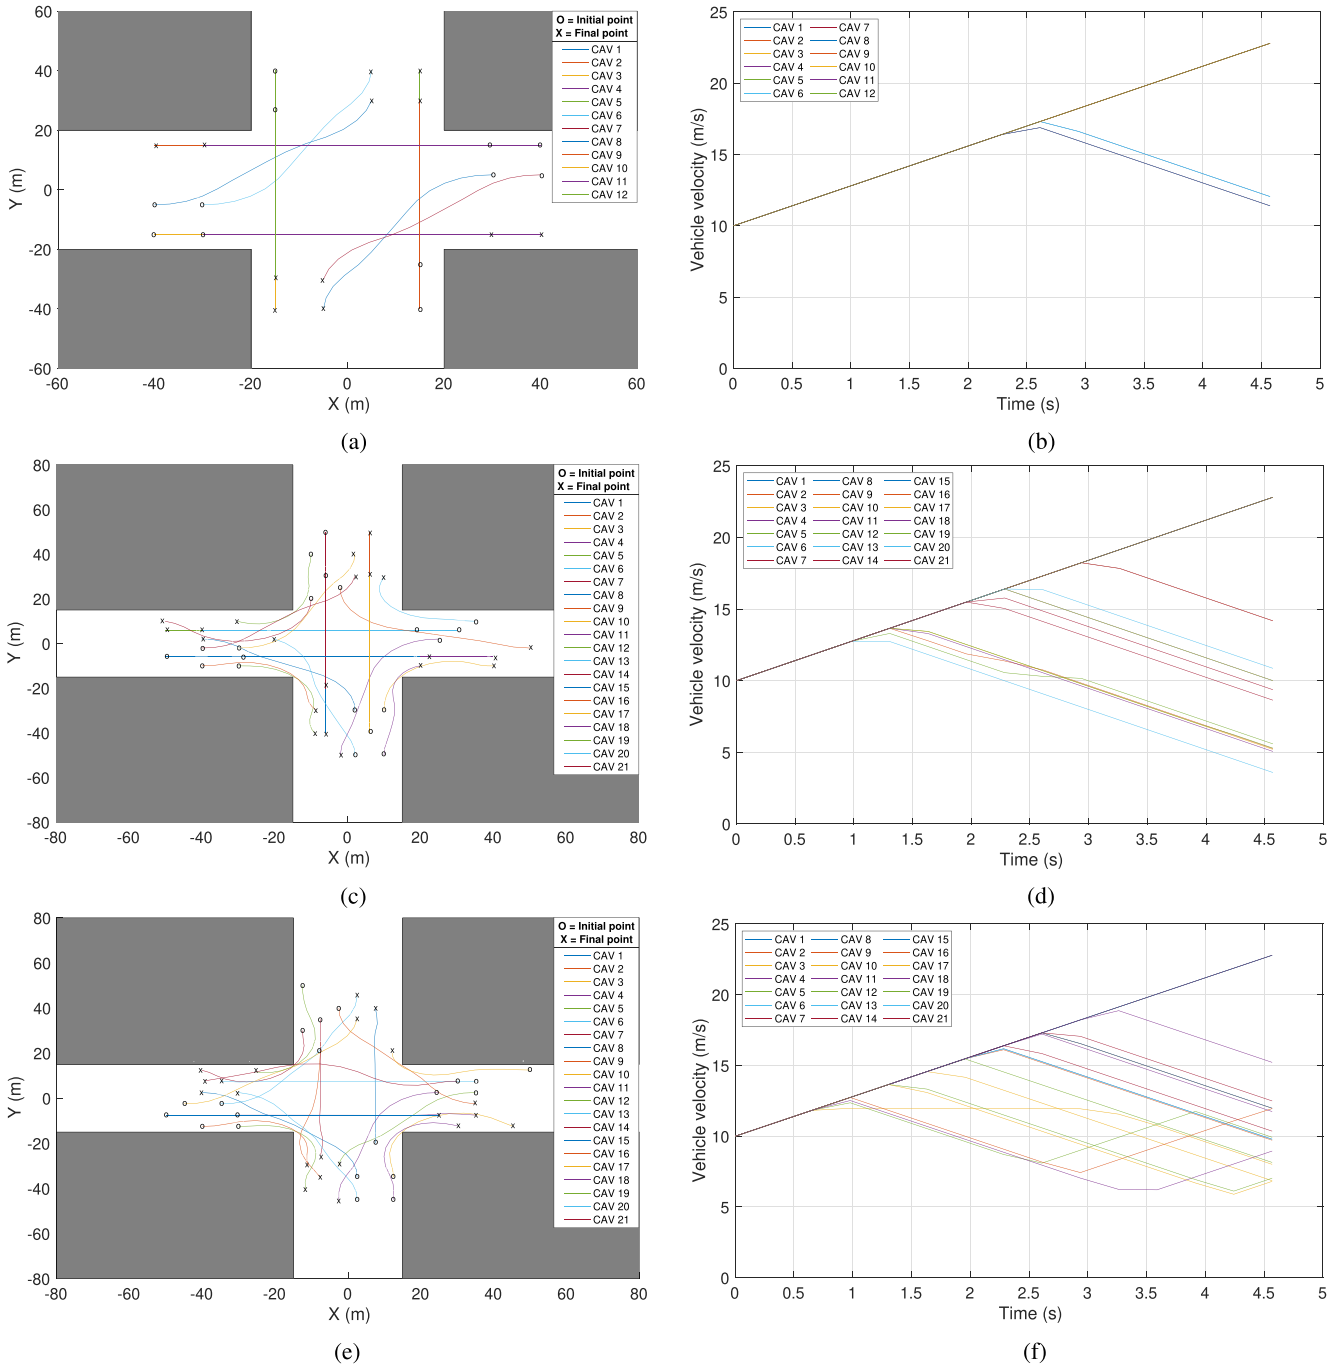 O = Initial point
X = Final point
CAV 1
CAV 2
CAV 3
CAV 4
CAV 5
CAV 6
CAV 7
CAV 8
CAV 9
CAV 10
CAV 11
CAV 12
60
40
20
0
-20
-40
-60
Y (m)
-60 -40 -20 0 20 40 60
X (m)
(a)
CAV 1 CAV 7
CAV 2 CAV 8
CAV 3 CAV 9
CAV 4 CAV 10
CAV 5 CAV 11
CAV 6 CAV 12
25
20
15
10
5
0
Vehicle velocity (m/s)
0 0.5 1 1.5 2 2.5 3 3.5 4 4.5 5
Time (s)
(b)
O = Initial point
X = Final point
CAV 1
CAV 2
CAV 3
CAV 4
CAV 5
CAV 6
CAV 7
CAV 8
CAV 9
CAV 10
CAV 11
CAV 12
CAV 13
CAV 14
CAV 15
CAV 16
CAV 17
CAV 18
CAV 19
CAV 20
CAV 21
80
60
40
20
0
-20
-40
-60
-80
Y (m)
-80 -60 -40 -20 0 20 40 60 80
X (m)
(c)
CAV 1 CAV 8 CAV 15
CAV 2 CAV 9 CAV 16
CAV 3 CAV 10 CAV 17
CAV 4 CAV 11 CAV 18
CAV 5 CAV 12 CAV 19
CAV 6 CAV 13 CAV 20
CAV 7 CAV 14 CAV 21
25
20
15
10
5
0
Vehicle velocity (m/s)
0 0.5 1 1.5 2 2.5 3 3.5 4 4.5 5
Time (s)
(d)
O = Initial point
X = Final point
CAV 1
CAV 2
CAV 3
CAV 4
CAV 5
CAV 6
CAV 7
CAV 8
CAV 9
CAV 10
CAV 11
CAV 12
CAV 13
CAV 14
CAV 15
CAV 16
CAV 17
CAV 18
CAV 19
CAV 20
CAV 21
80
60
40
20
0
-20
-40
-60
-80
Y (m)
-80 -60 -40 -20 0 20 40 60 80
X (m)
(e)
CAV 1 CAV 8 CAV 15
CAV 2 CAV 9 CAV 16
CAV 3 CAV 10 CAV 17
CAV 4 CAV 11 CAV 18
CAV 5 CAV 12 CAV 19
CAV 6 CAV 13 CAV 20
CAV 7 CAV 14 CAV 21
25
20
15
10
5
0
Vehicle velocity (m/s)
0 0.5 1 1.5 2 2.5 3 3.5 4 4.5 5
Time (s)
(f)